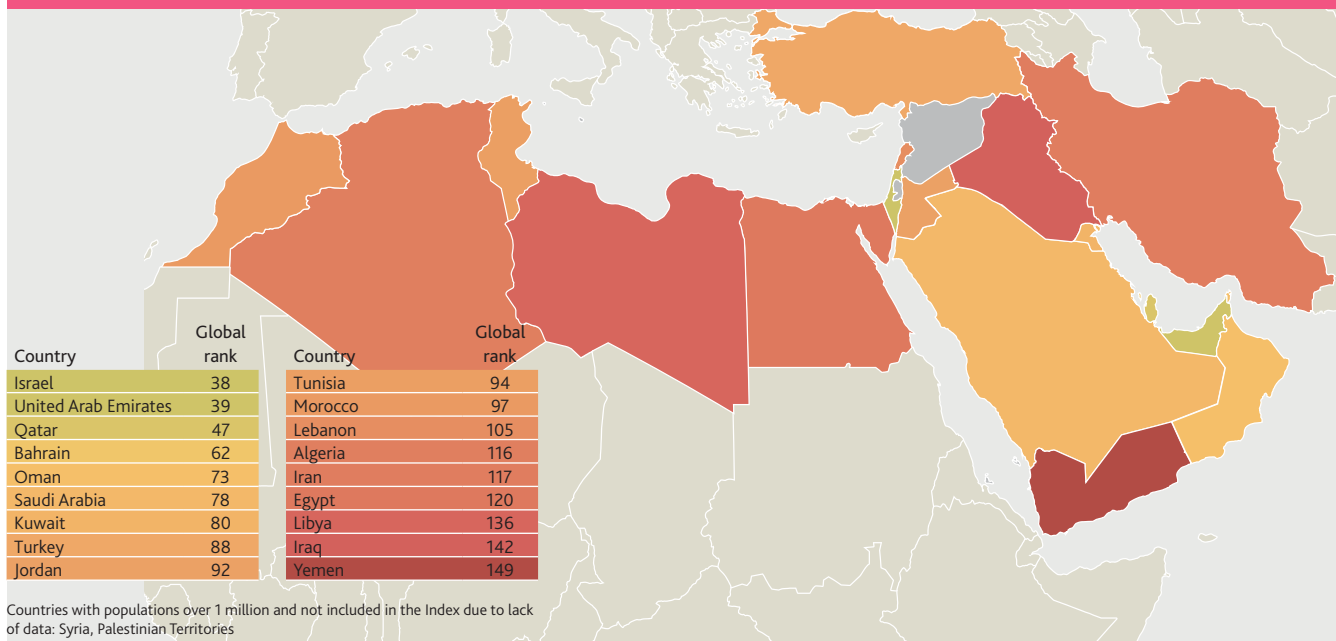 Country Global rank
Israel 38
United Arab Emirates 39
Qatar 47
Bahrain 62
Oman 73
Saudi Arabia 78
Kuwait 80
Turkey 88
Jordan 92
Country Global rank
Tunisia 94
Morocco 97
Lebanon 105
Algeria 116
Iran 117
Egypt 120
Libya 136
Iraq 142
Yemen 149
Countries with populations over 1 million and not included in the Index due to lack
of data: Syria, Palestinian Territories